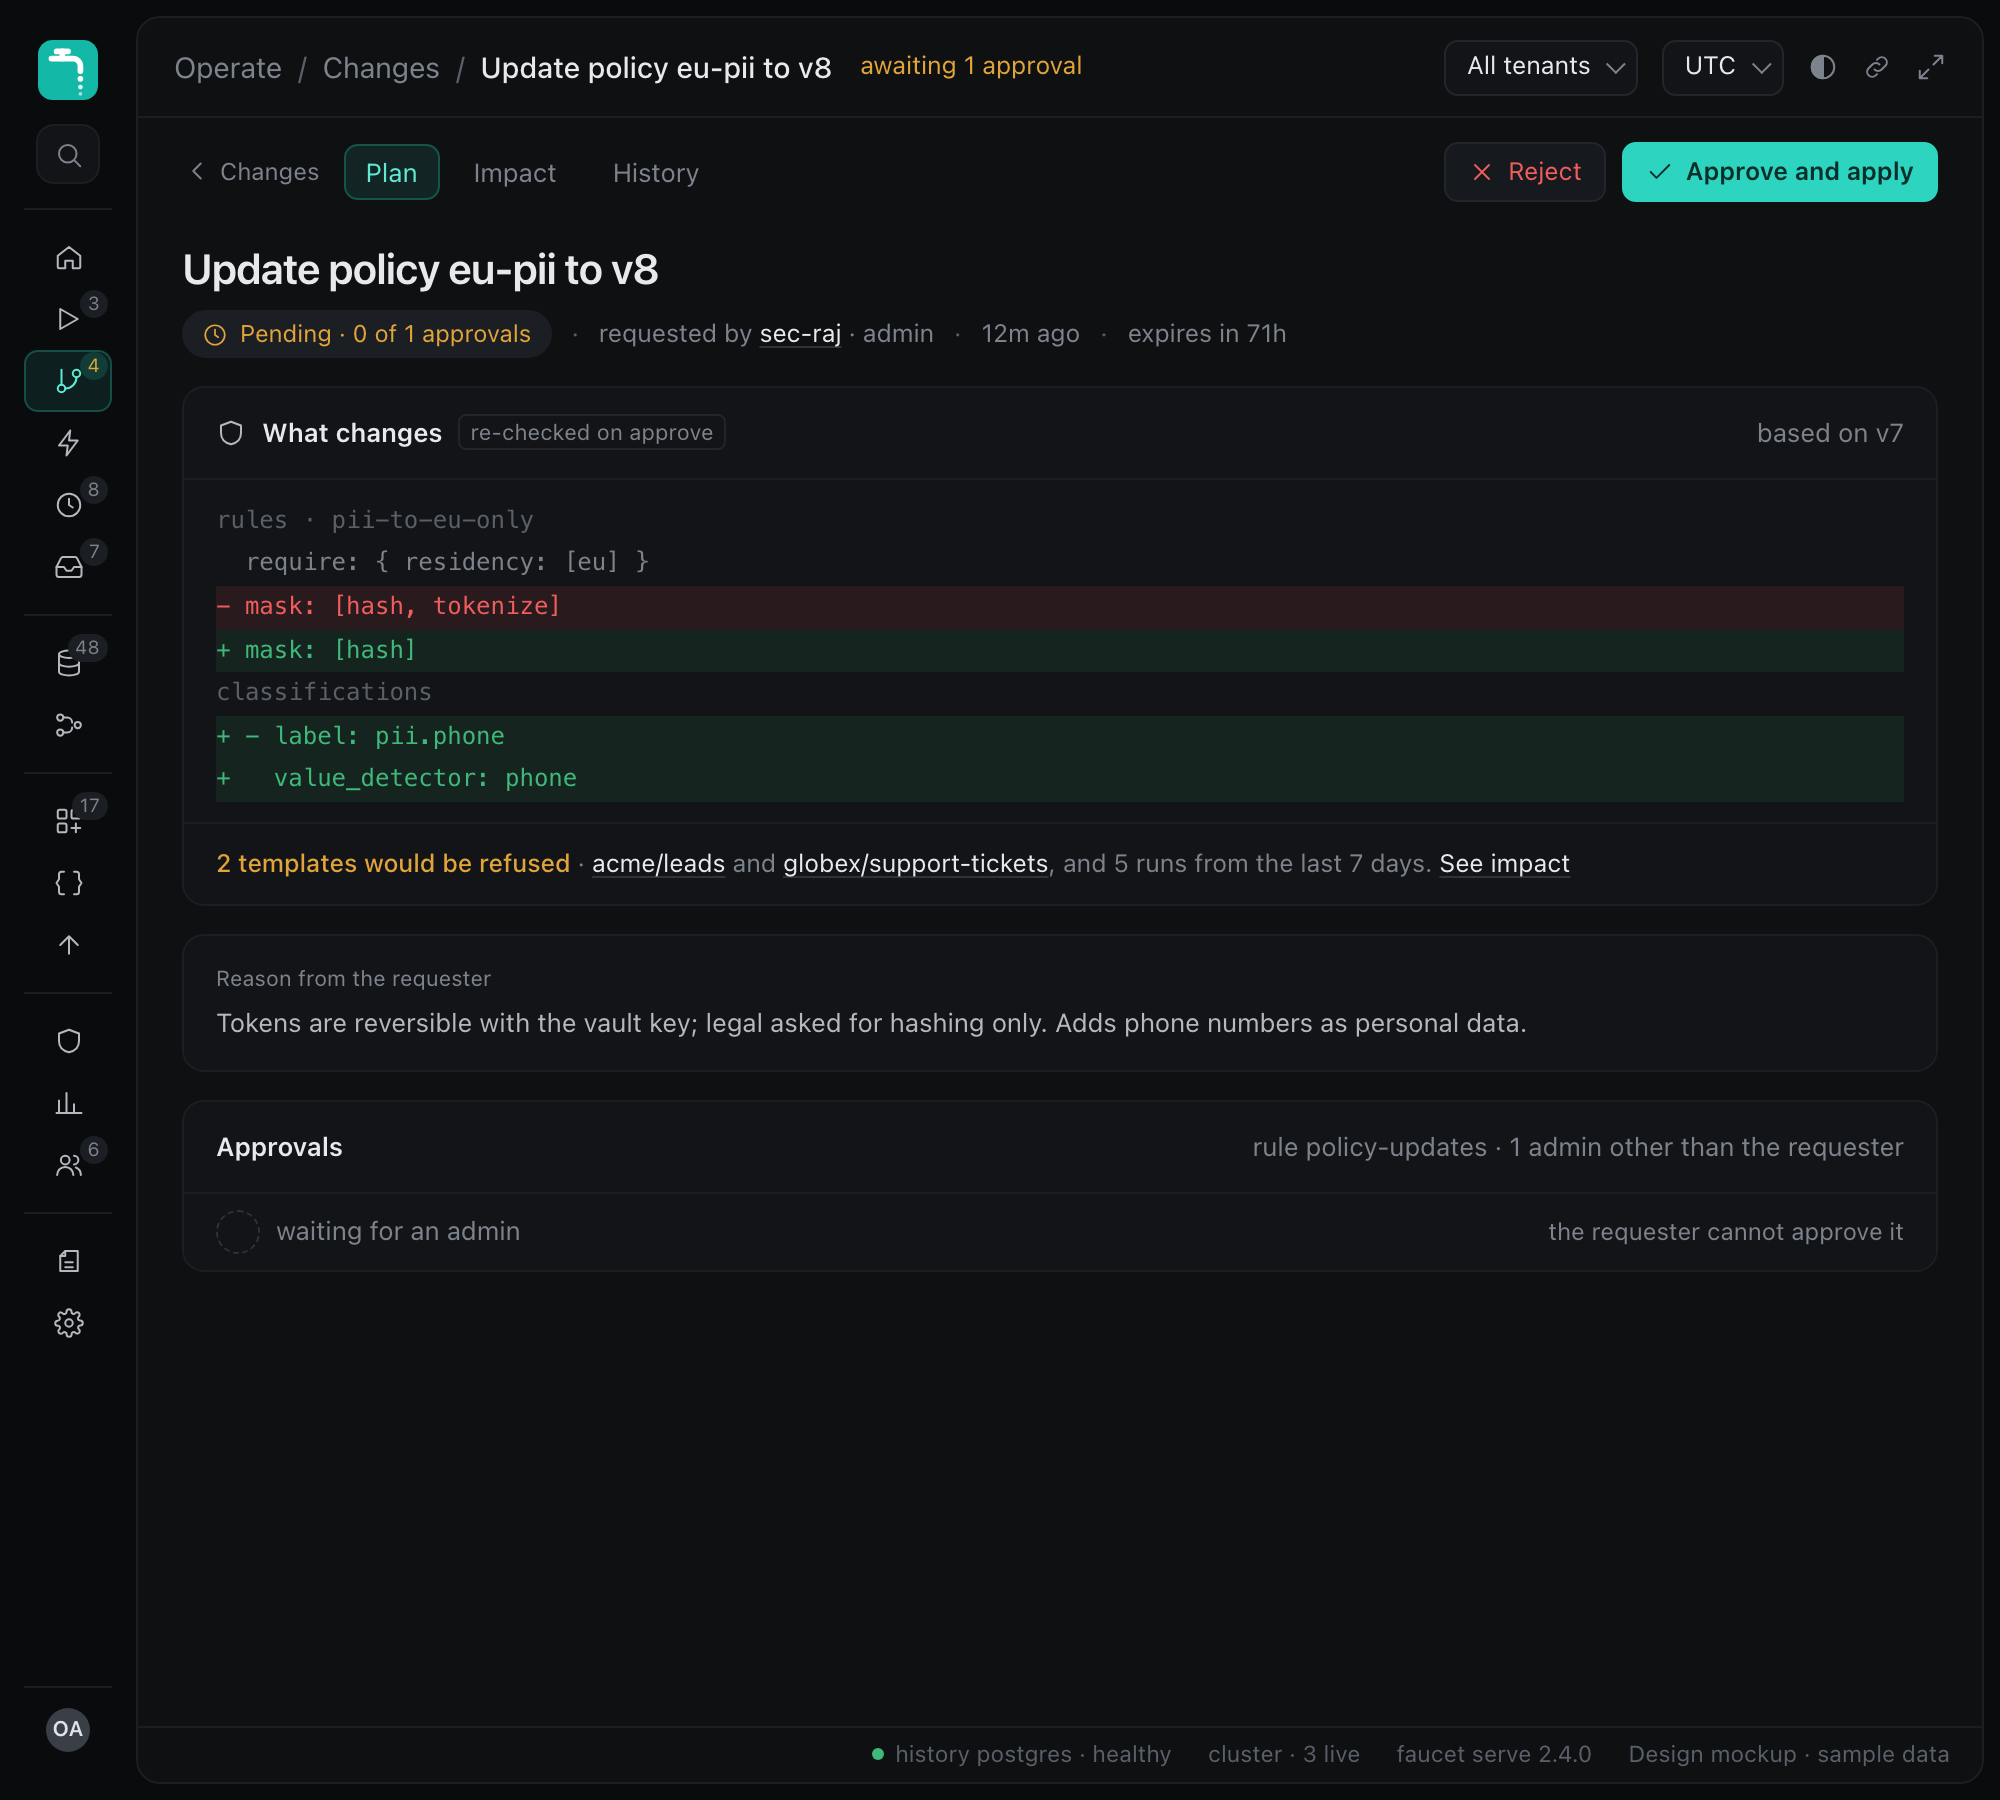 Operate / Changes / Update policy eu-pii to v8 awaiting 1 approval All tenants UTC
Changes Plan Impact History Reject Approve and apply
Update policy eu-pii to v8
Pending · 0 of 1 approvals · requested by sec-raj · admin · 12m ago · expires in 71h
What changes re-checked on approve based on v7
rules · pii-to-eu-only
require: { residency: [eu] }
- mask: [hash, tokenize]
+ mask: [hash]
classifications
+ - label: pii.phone
+ value_detector: phone
2 templates would be refused · acme/leads and globex/support-tickets, and 5 runs from the last 7 days. See impact
Reason from the requester
Tokens are reversible with the vault key; legal asked for hashing only. Adds phone numbers as personal data.
Approvals rule policy-updates · 1 admin other than the requester
waiting for an admin the requester cannot approve it
3
4
8
7
48
17
6
OA
history postgres · healthy cluster · 3 live faucet serve 2.4.0 Design mockup · sample data